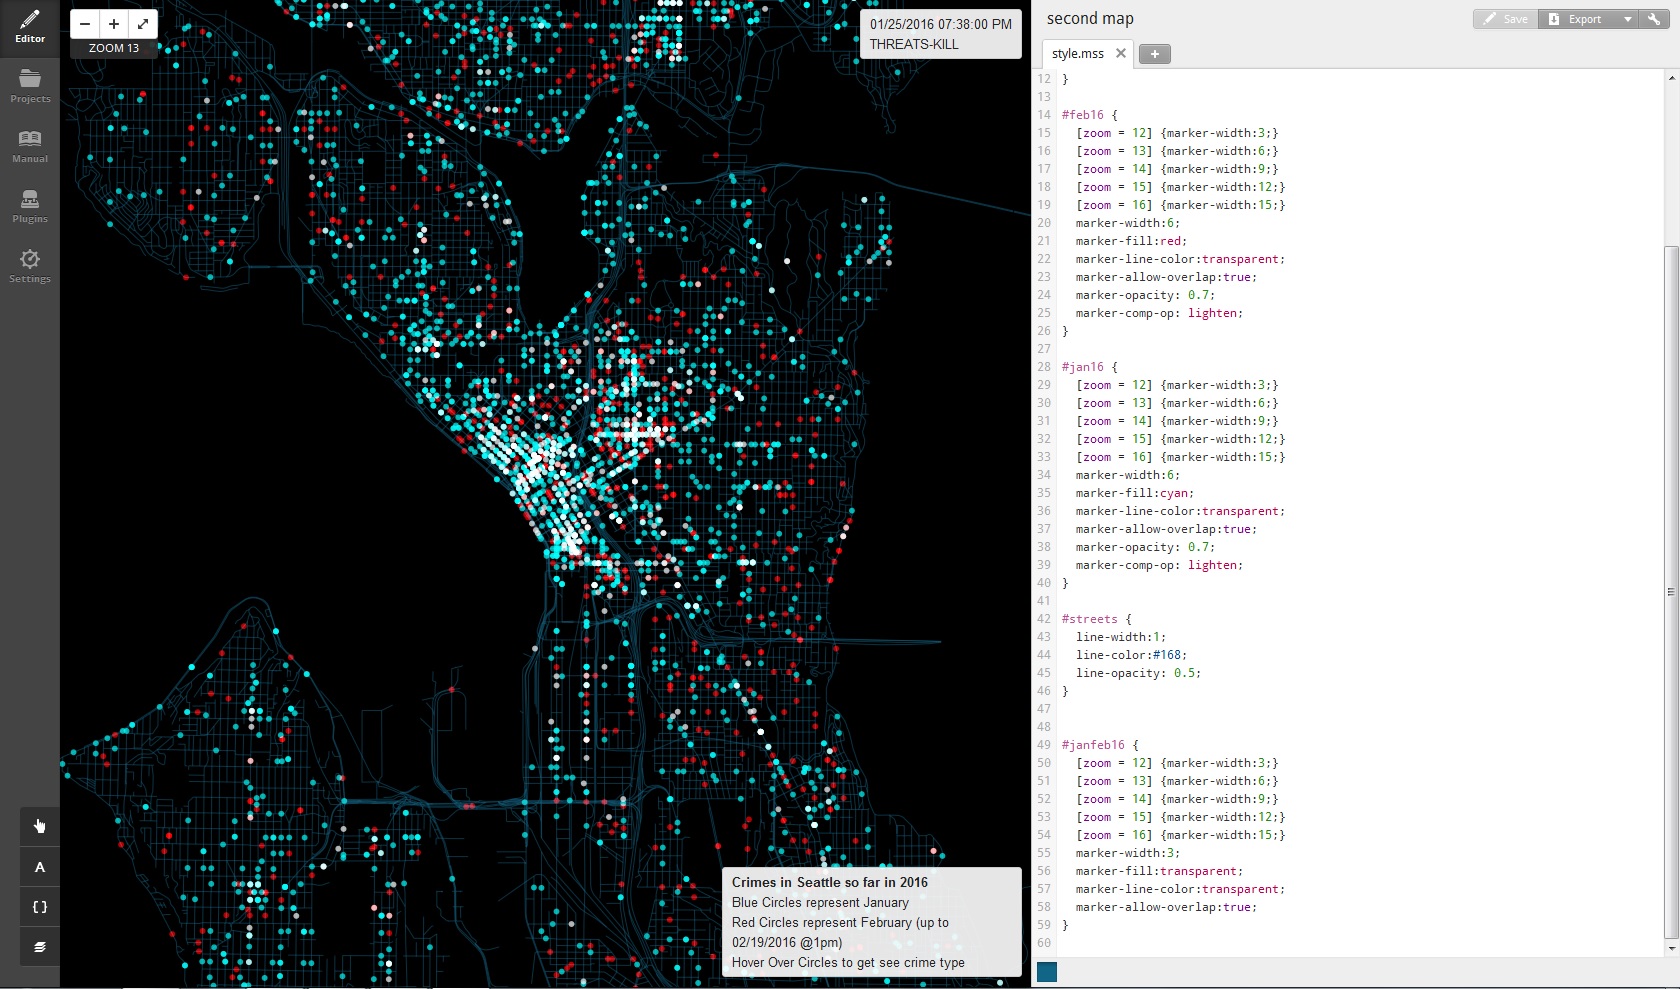 Editor
Projects
Manual
Plugins
Settings
A
{ }
− +
ZOOM 13
01/25/2016 07:38:00 PM
THREATS-KILL
Crimes in Seattle so far in 2016
Blue Circles represent January
Red Circles represent February (up to
02/19/2016 @1pm)
Hover Over Circles to get see crime type
second map
Save Export
style.mss × +
12 }
13
14 #feb16 {
15 [zoom = 12] {marker-width:3;}
16 [zoom = 13] {marker-width:6;}
17 [zoom = 14] {marker-width:9;}
18 [zoom = 15] {marker-width:12;}
19 [zoom = 16] {marker-width:15;}
20 marker-width:6;
21 marker-fill:red;
22 marker-line-color:transparent;
23 marker-allow-overlap:true;
24 marker-opacity: 0.7;
25 marker-comp-op: lighten;
26 }
27
28 #jan16 {
29 [zoom = 12] {marker-width:3;}
30 [zoom = 13] {marker-width:6;}
31 [zoom = 14] {marker-width:9;}
32 [zoom = 15] {marker-width:12;}
33 [zoom = 16] {marker-width:15;}
34 marker-width:6;
35 marker-fill:cyan;
36 marker-line-color:transparent;
37 marker-allow-overlap:true;
38 marker-opacity: 0.7;
39 marker-comp-op: lighten;
40 }
41
42 #streets {
43 line-width:1;
44 line-color:#168;
45 line-opacity: 0.5;
46 }
47
48
49 #janfeb16 {
50 [zoom = 12] {marker-width:3;}
51 [zoom = 13] {marker-width:6;}
52 [zoom = 14] {marker-width:9;}
53 [zoom = 15] {marker-width:12;}
54 [zoom = 16] {marker-width:15;}
55 marker-width:3;
56 marker-fill:transparent;
57 marker-line-color:transparent;
58 marker-allow-overlap:true;
59 }
60